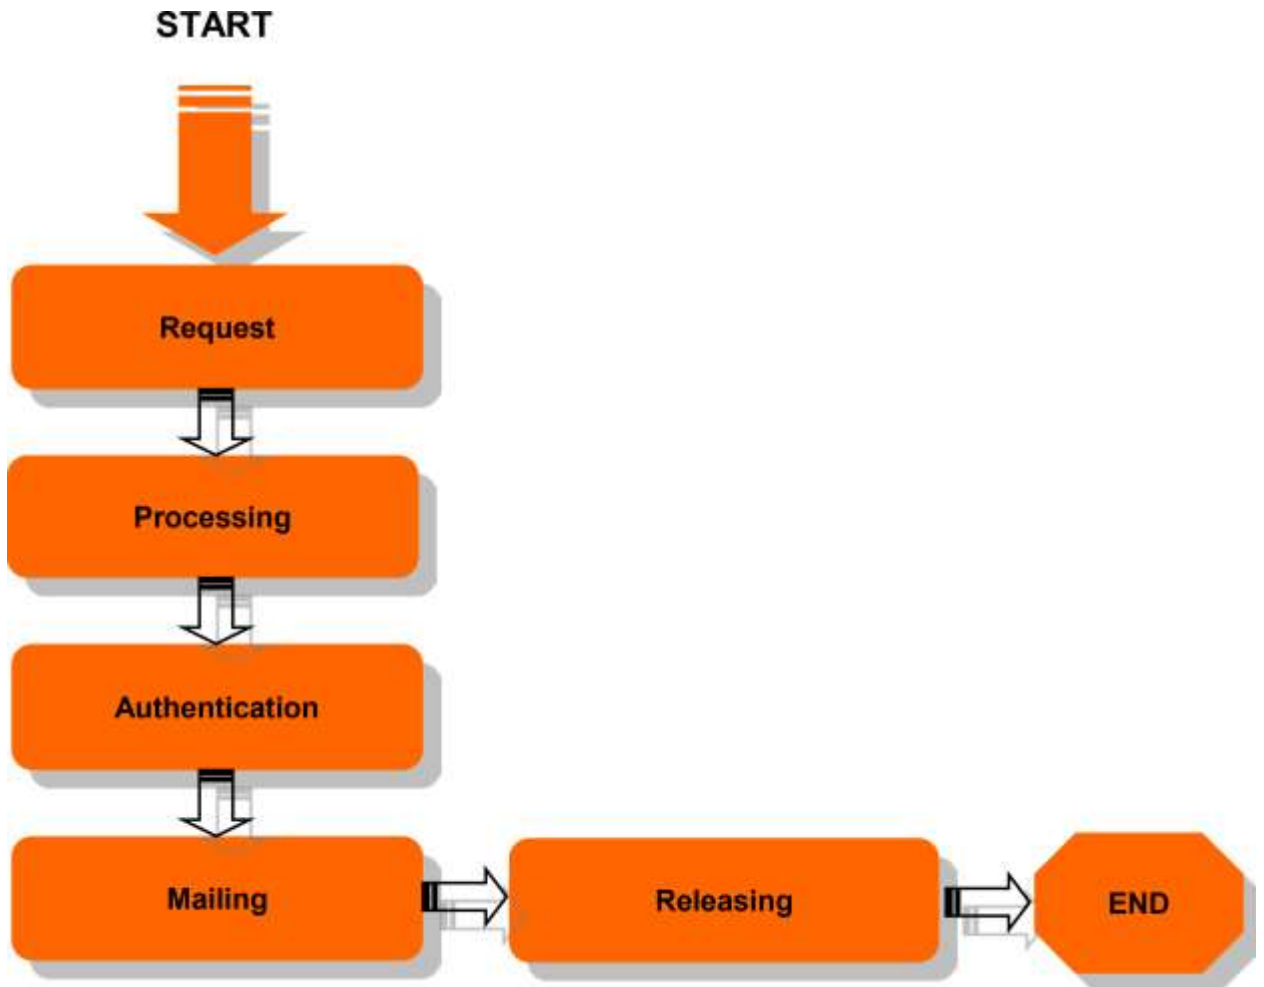 START
Request
Processing
Authentication
Mailing
Releasing
END